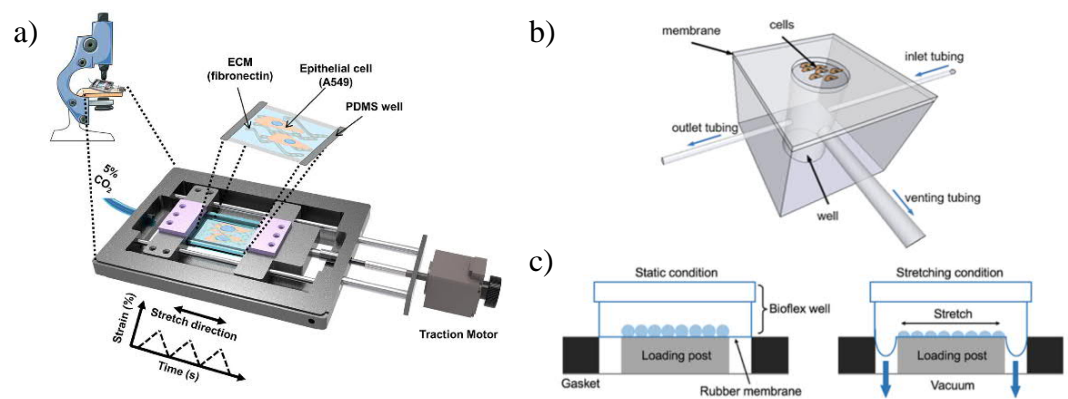 a)
ECM
(fibronectin)
Epithelial cell
(A549)
PDMS well
5%
CO2
Traction Motor
Strain (%)
Stretch direction
Time (s)
b)
cells
membrane
inlet tubing
outlet tubing
venting tubing
well
c)
Static condition
Stretching condition
Bioflex well
Stretch
Loading post
Loading post
Gasket
Rubber membrane
Vacuum